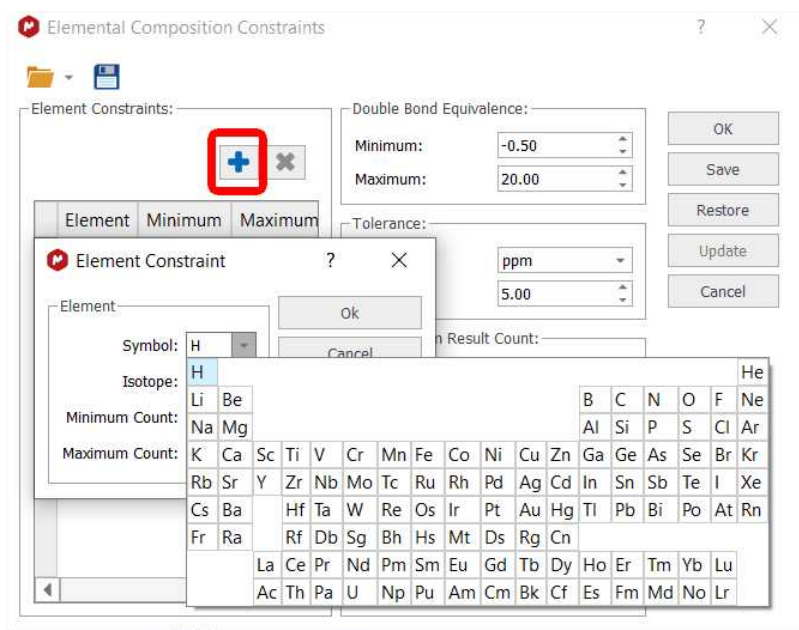 Elemental Composition Constraints ? ×
Element Constraints:
Element Minimum Maximum
Double Bond Equivalence:
Minimum: -0.50
Maximum: 20.00
Tolerance:
ppm
5.00
n Result Count:
OK
Save
Restore
Update
Cancel
Element Constraint ? ×
Element
Symbol: H
Isotope:
Minimum Count:
Maximum Count:
Ok
Cancel
H He
Li Be B C N O F Ne
Na Mg Al Si P S Cl Ar
K Ca Sc Ti V Cr Mn Fe Co Ni Cu Zn Ga Ge As Se Br Kr
Rb Sr Y Zr Nb Mo Tc Ru Rh Pd Ag Cd In Sn Sb Te I Xe
Cs Ba Hf Ta W Re Os Ir Pt Au Hg Tl Pb Bi Po At Rn
Fr Ra Rf Db Sg Bh Hs Mt Ds Rg Cn
La Ce Pr Nd Pm Sm Eu Gd Tb Dy Ho Er Tm Yb Lu
Ac Th Pa U Np Pu Am Cm Bk Cf Es Fm Md No Lr